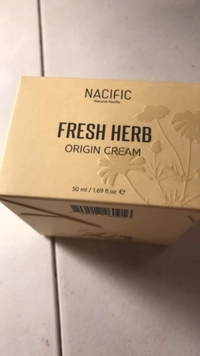 NACIFIC
Natural Pacific
FRESH HERB
ORIGIN CREAM
50 ml / 1.69 fl.oz ℮